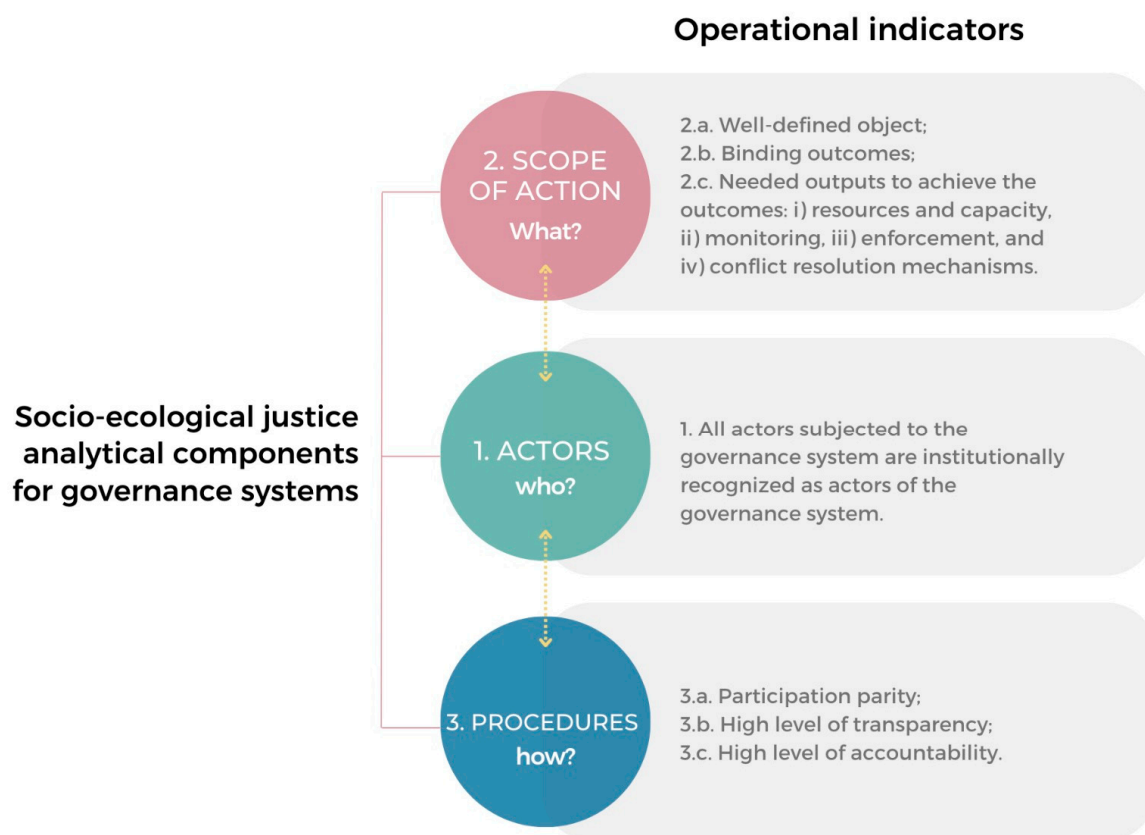 Operational indicators
2. SCOPE
OF ACTION
What?
2.a. Well-defined object;
2.b. Binding outcomes;
2.c. Needed outputs to achieve the
outcomes: i) resources and capacity,
ii) monitoring, iii) enforcement, and
iv) conflict resolution mechanisms.
Socio-ecological justice
analytical components
for governance systems
1. ACTORS
who?
1. All actors subjected to the
governance system are institutionally
recognized as actors of the
governance system.
3. PROCEDURES
how?
3.a. Participation parity;
3.b. High level of transparency;
3.c. High level of accountability.